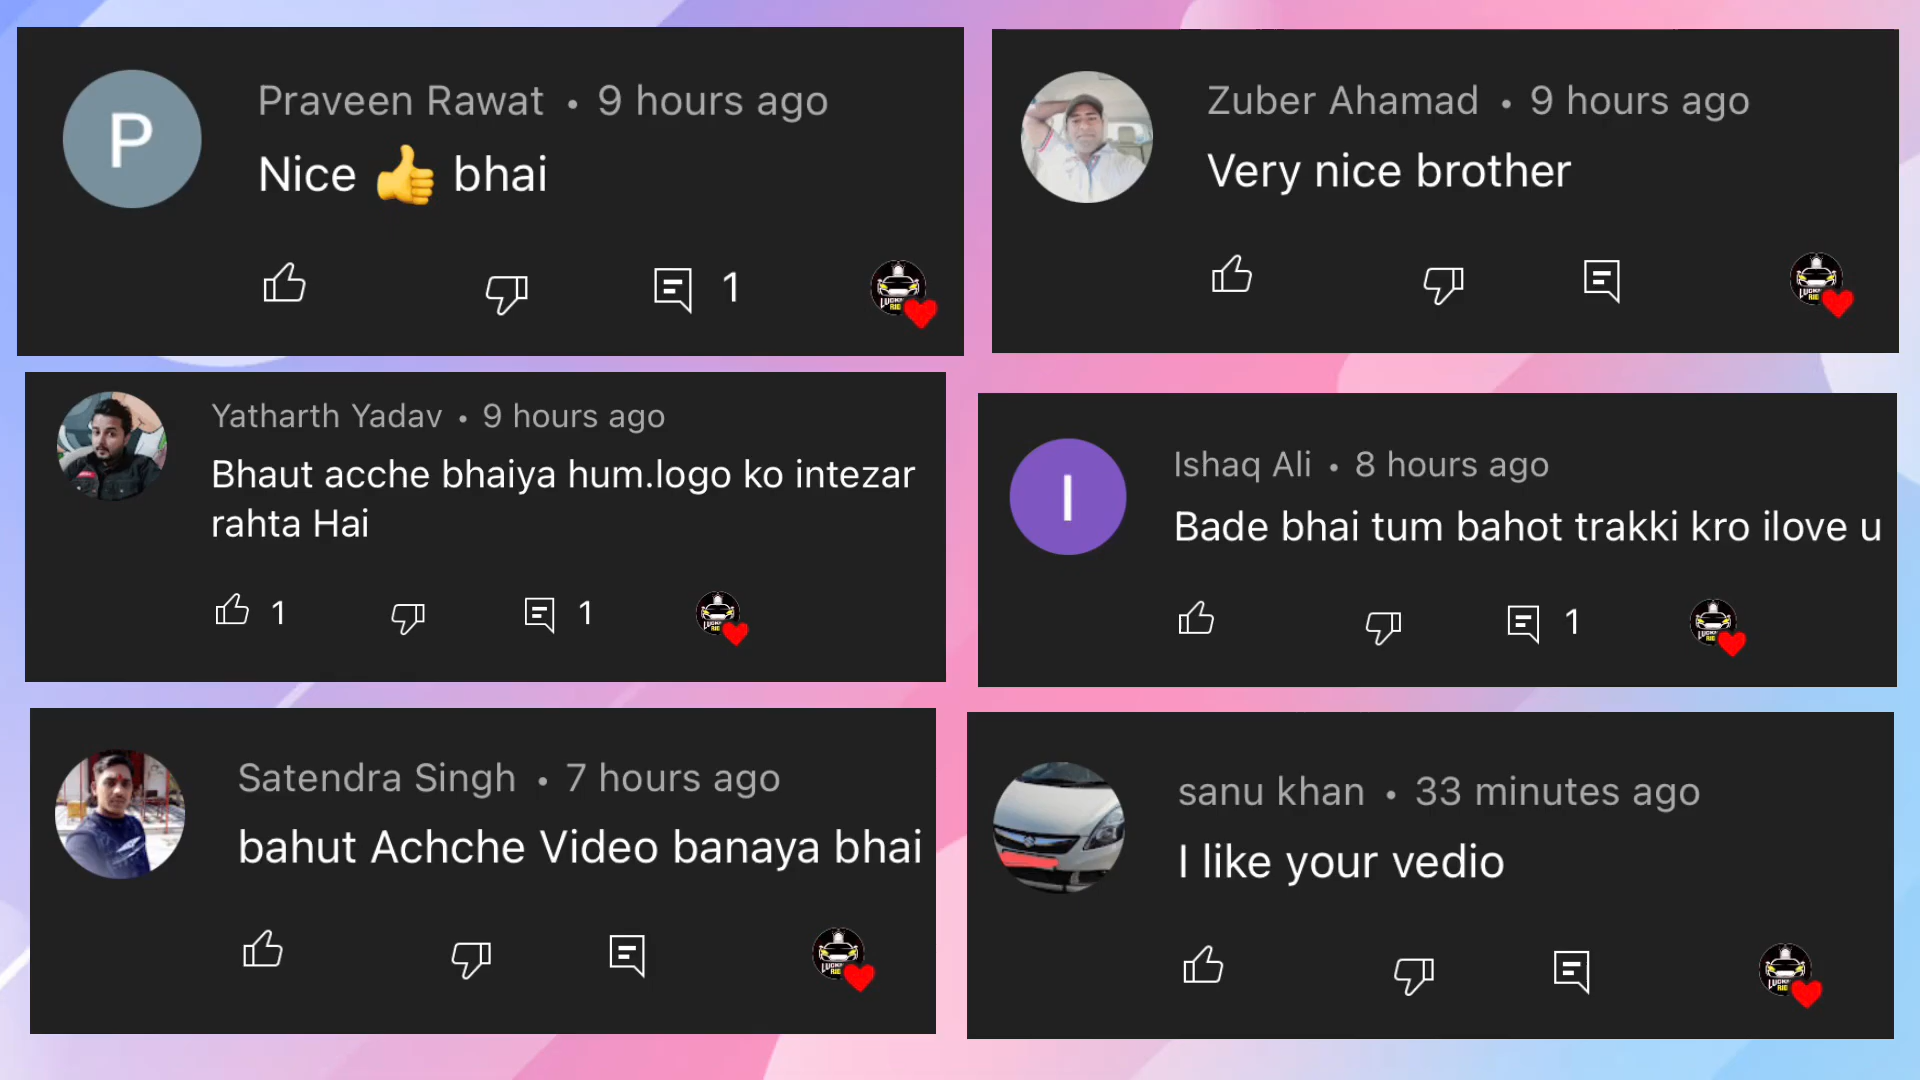 P
Praveen Rawat • 9 hours ago
Nice 👍 bhai
1
Zuber Ahamad • 9 hours ago
Very nice brother
Yatharth Yadav • 9 hours ago
Bhaut acche bhaiya hum.logo ko intezar
rahta Hai
1
1
I
Ishaq Ali • 8 hours ago
Bade bhai tum bahot trakki kro ilove u
1
Satendra Singh • 7 hours ago
bahut Achche Video banaya bhai
sanu khan • 33 minutes ago
I like your vedio